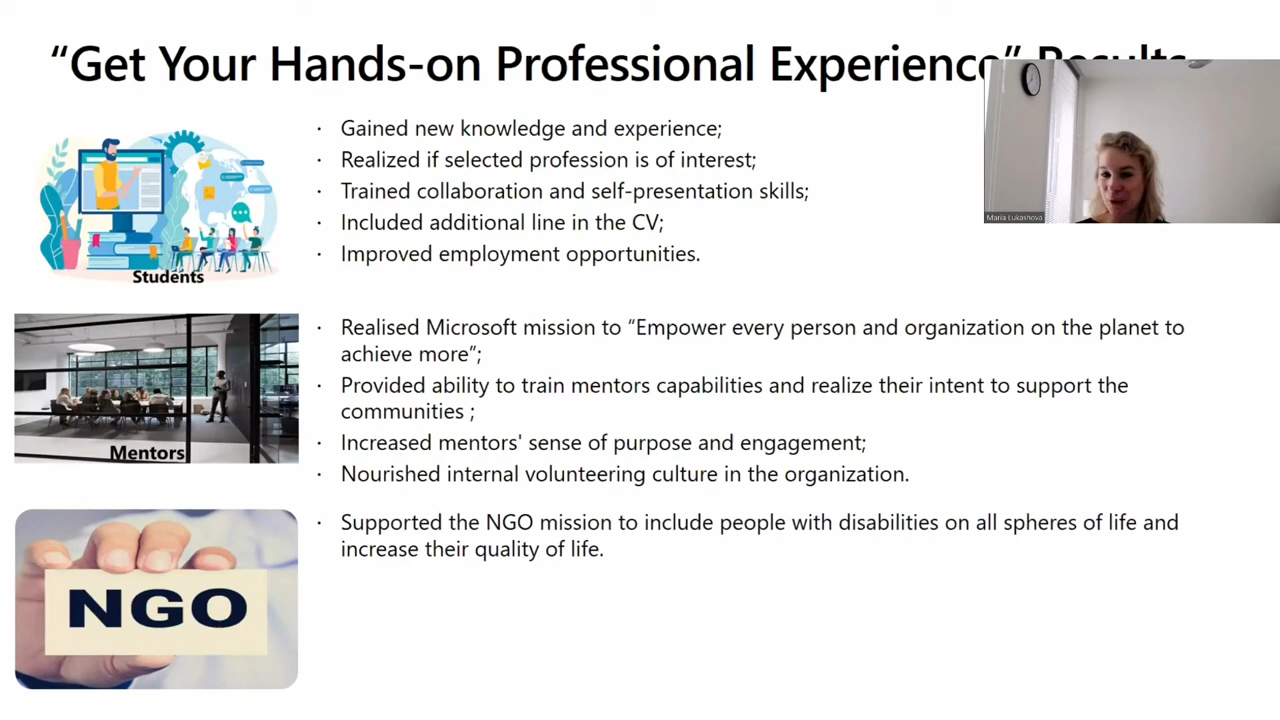 “Get Your Hands-on Professional Experience” Results
· Gained new knowledge and experience;
· Realized if selected profession is of interest;
· Trained collaboration and self-presentation skills;
· Included additional line in the CV;
· Improved employment opportunities.
Students
Maria Lukashova
· Realised Microsoft mission to “Empower every person and organization on the planet to
achieve more”;
· Provided ability to train mentors capabilities and realize their intent to support the
communities ;
· Increased mentors' sense of purpose and engagement;
· Nourished internal volunteering culture in the organization.
Mentors
· Supported the NGO mission to include people with disabilities on all spheres of life and
increase their quality of life.
NGO